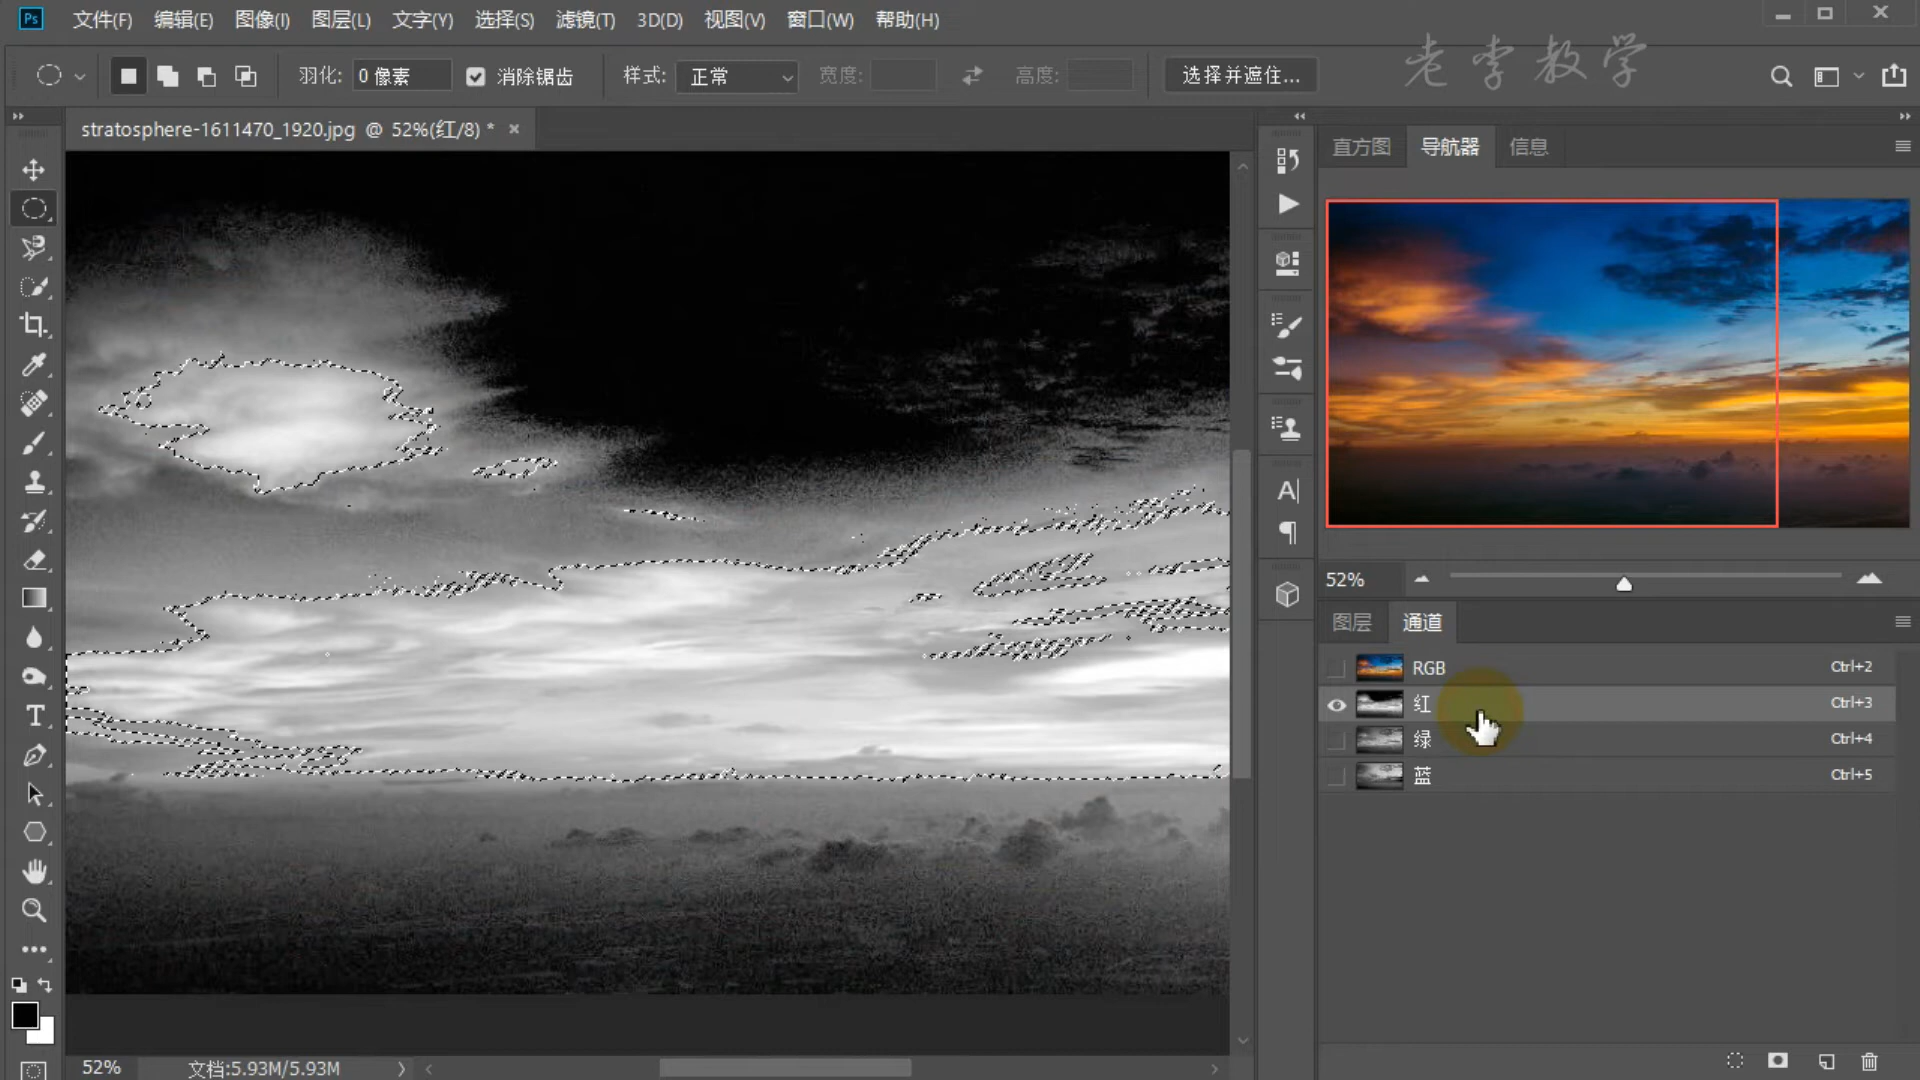 Ps 文件(F) 编辑(E) 图像(I) 图层(L) 文字(Y) 选择(S) 滤镜(T) 3D(D) 视图(V) 窗口(W) 帮助(H)
羽化: 0 像素 消除锯齿 样式: 正常 宽度: 高度: 选择并遮住...
老李教学
stratosphere-1611470_1920.jpg @ 52%(红/8) * ×
直方图 导航器 信息
52%
图层 通道
RGB Ctrl+2
红 Ctrl+3
绿 Ctrl+4
蓝 Ctrl+5
52% 文档:5.93M/5.93M